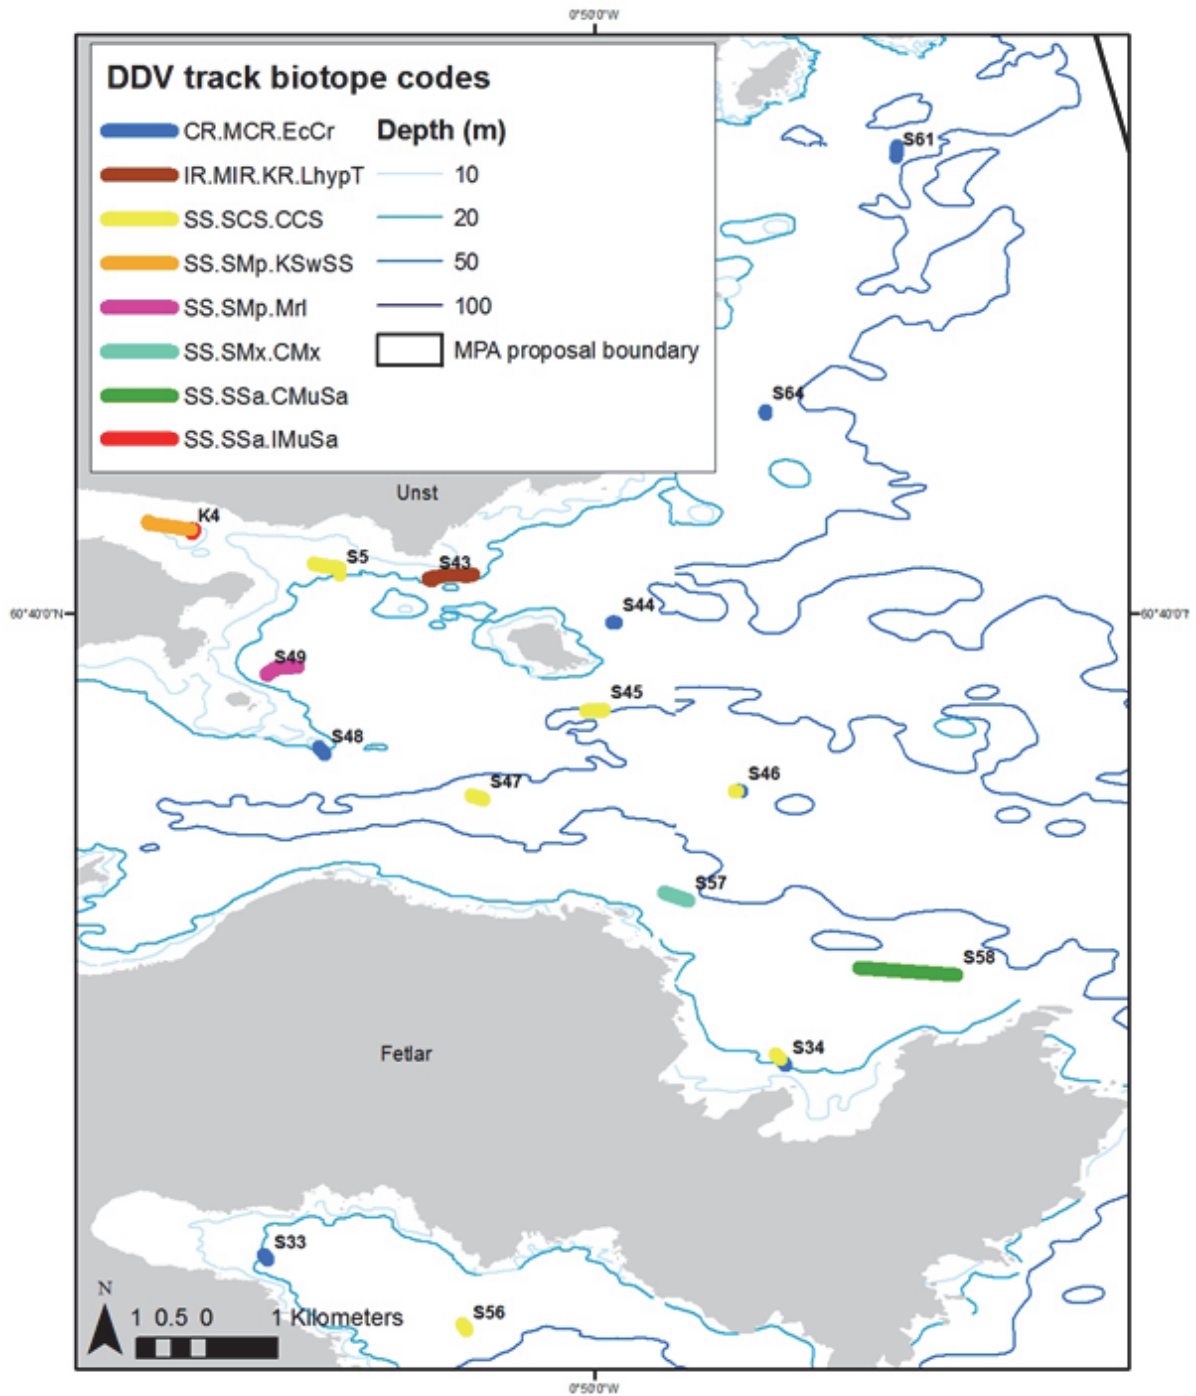 0°50'0"W
DDV track biotope codes
CR.MCR.EcCr
IR.MIR.KR.LhypT
SS.SCS.CCS
SS.SMp.KSwSS
SS.SMp.Mrl
SS.SMx.CMx
SS.SSa.CMuSa
SS.SSa.IMuSa
Depth (m)
10
20
50
100
MPA proposal boundary
S61
S64
Unst
K4
S5
S43
S44
60°40'0"N
60°40'0"N
S49
S45
S48
S46
S47
S57
S58
S34
Fetlar
S33
S56
N
1 0.5 0 1 Kilometers
0°50'0"W